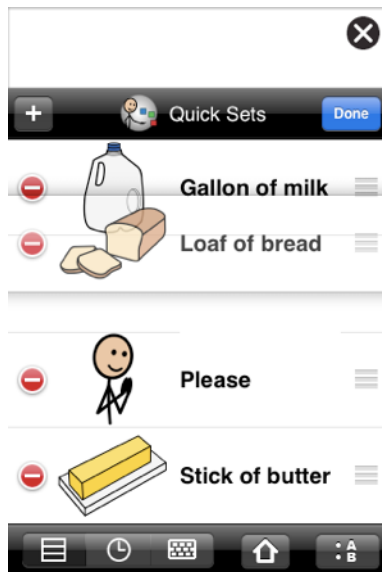 Quick Sets
Done
Gallon of milk
Loaf of bread
Please
Stick of butter
A
B